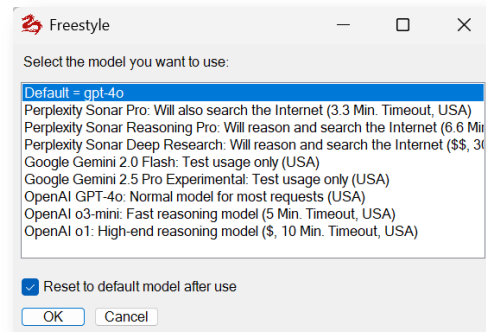 Freestyle
Select the model you want to use:
Default = gpt-4o
Perplexity Sonar Pro: Will also search the Internet (3.3 Min. Timeout, USA)
Perplexity Sonar Reasoning Pro: Will reason and search the Internet (6.6
Perplexity Sonar Deep Research: Will reason and search the Internet ($$,
Google Gemini 2.0 Flash: Test usage only (USA)
Google Gemini 2.5 Pro Experimental: Test usage only (USA)
OpenAI GPT-4o: Normal model for most requests (USA)
OpenAI o3-mini: Fast reasoning model (5 Min. Timeout, USA)
OpenAI o1: High-end reasoning model ($, 10 Min. Timeout, USA)
Reset to default model after use
OK Cancel